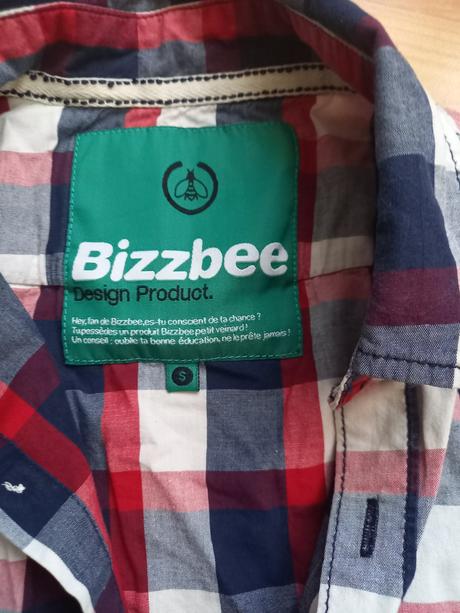 Bizzbee
Design Product.
Hey, fan de Bizzbee, es-tu conscient de ta chance ?
Tu possèdes un produit Bizzbee petit veinard !
Un conseil : oublie ta bonne éducation, ne le prête jamais !
S